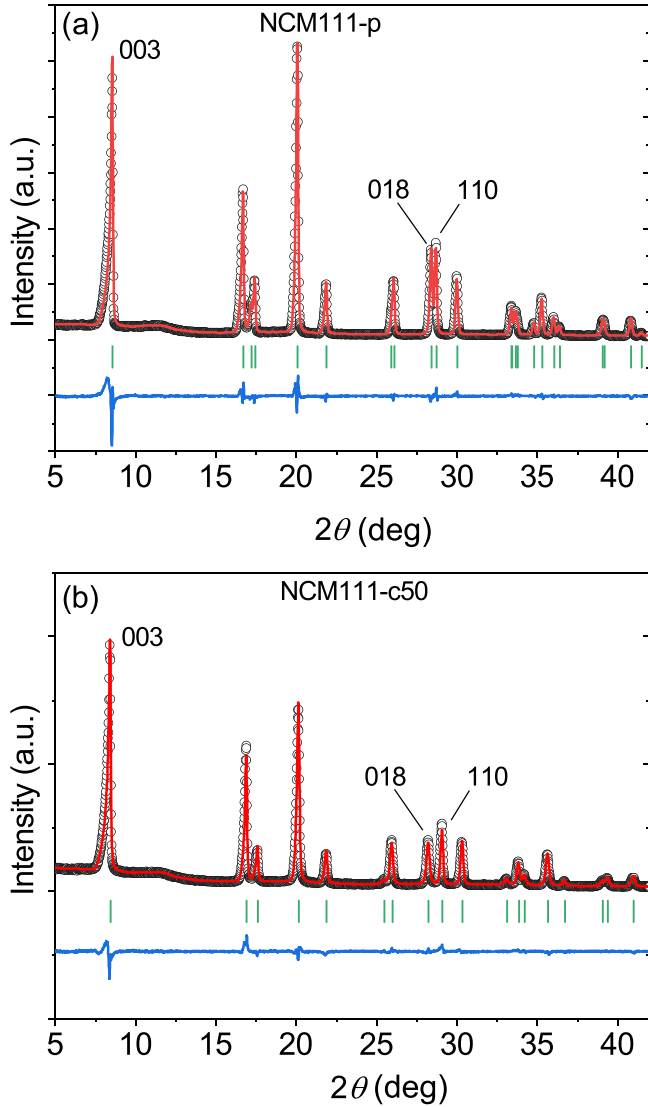 (a)
NCM111-p
003
018
110
Intensity (a.u.)
5 10 15 20 25 30 35 40
2θ (deg)
(b)
NCM111-c50
003
018
110
Intensity (a.u.)
5 10 15 20 25 30 35 40
2θ (deg)